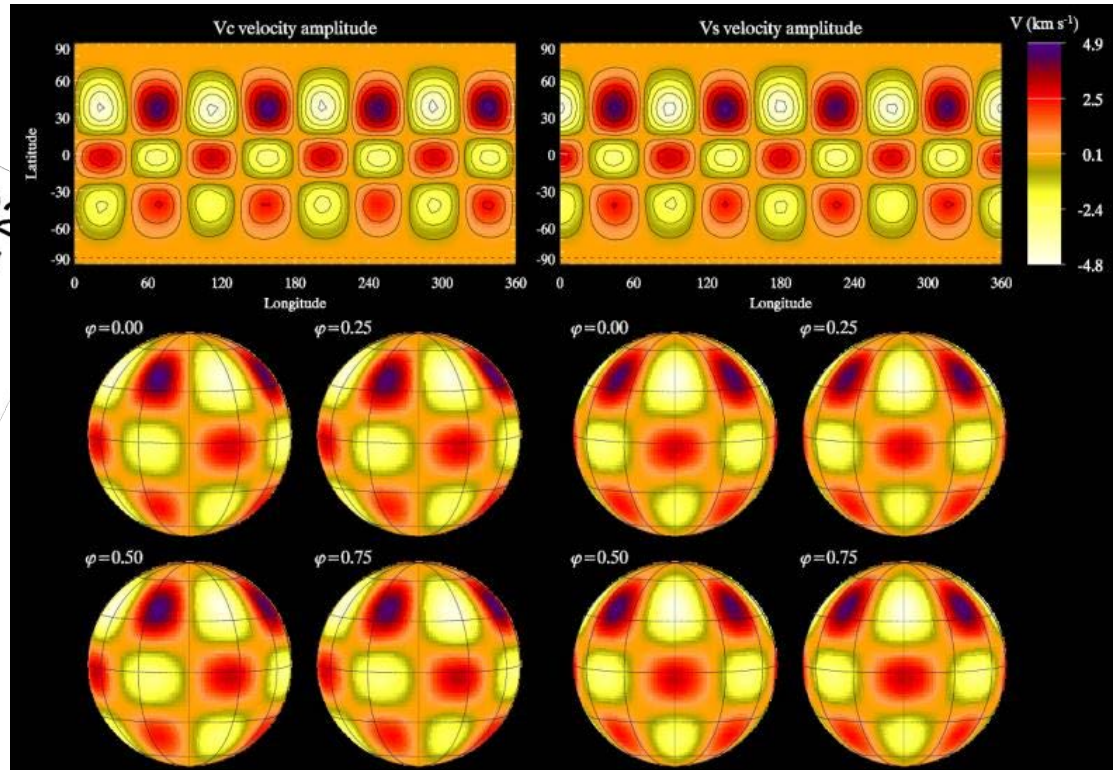 Vc velocity amplitude
Vs velocity amplitude
V (km s⁻¹)
90
60
30
0
-30
-60
-90
Latitude
0 60 120 180 240 300 360
Longitude
90
60
30
0
-30
-60
-90
0 60 120 180 240 300 360
Longitude
4.9
2.5
0.1
-2.4
-4.8
φ=0.00 φ=0.25 φ=0.00 φ=0.25
φ=0.50 φ=0.75 φ=0.50 φ=0.75